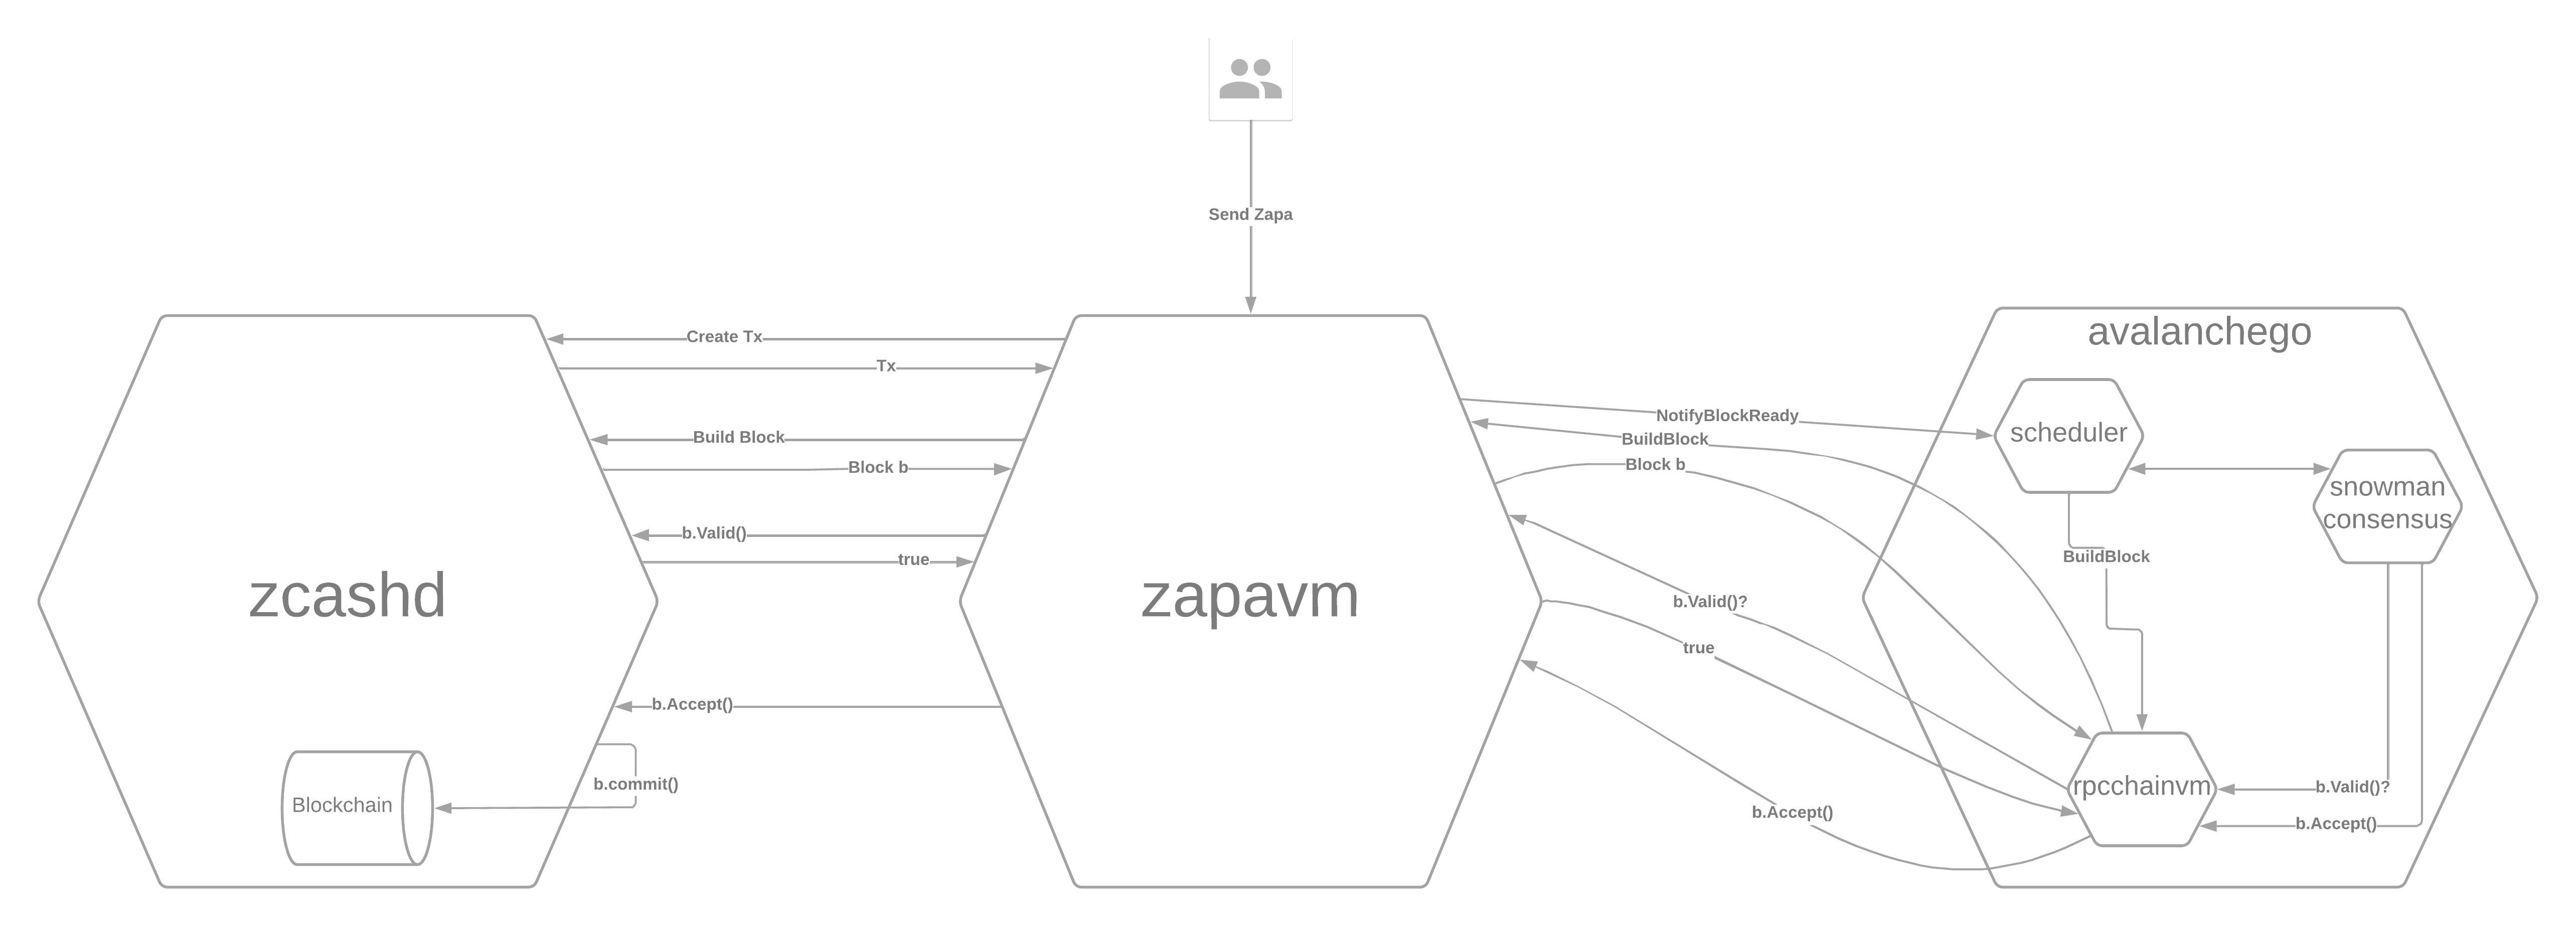 Send Zapa
avalanchego
Create Tx
Tx
NotifyBlockReady
scheduler
Build Block
BuildBlock
Block b
Block b
snowman
consensus
b.Valid()
true
BuildBlock
zcashd
zapavm
b.Valid()?
true
b.Accept()
b.commit()
Blockchain
rpcchainvm
b.Valid()?
b.Accept()
b.Accept()